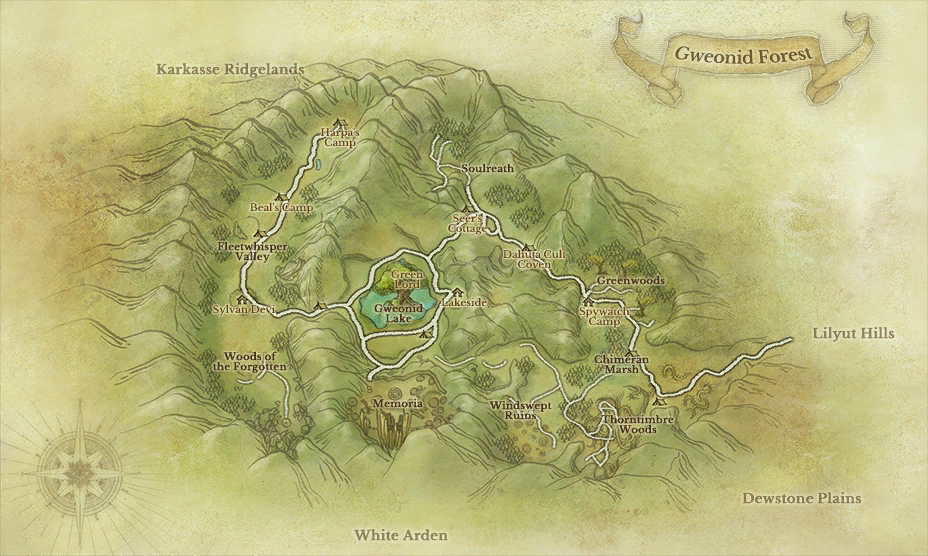 Gweonid Forest
Karkasse Ridgelands
Harpa's
Camp
Soulreath
Beal's Camp
Seer's
Cottage
Fleetwhisper
Valley
Dahuta Cult
Coven
Green
Lord
Greenwoods
Sylvan Devi
Gweonid
Lake
Lakeside
Spywatch
Camp
Lilyut Hills
Woods of
the Forgotten
Chimeran
Marsh
Memoria
Windswept
Ruins
Thorntimbre
Woods
Dewstone Plains
White Arden